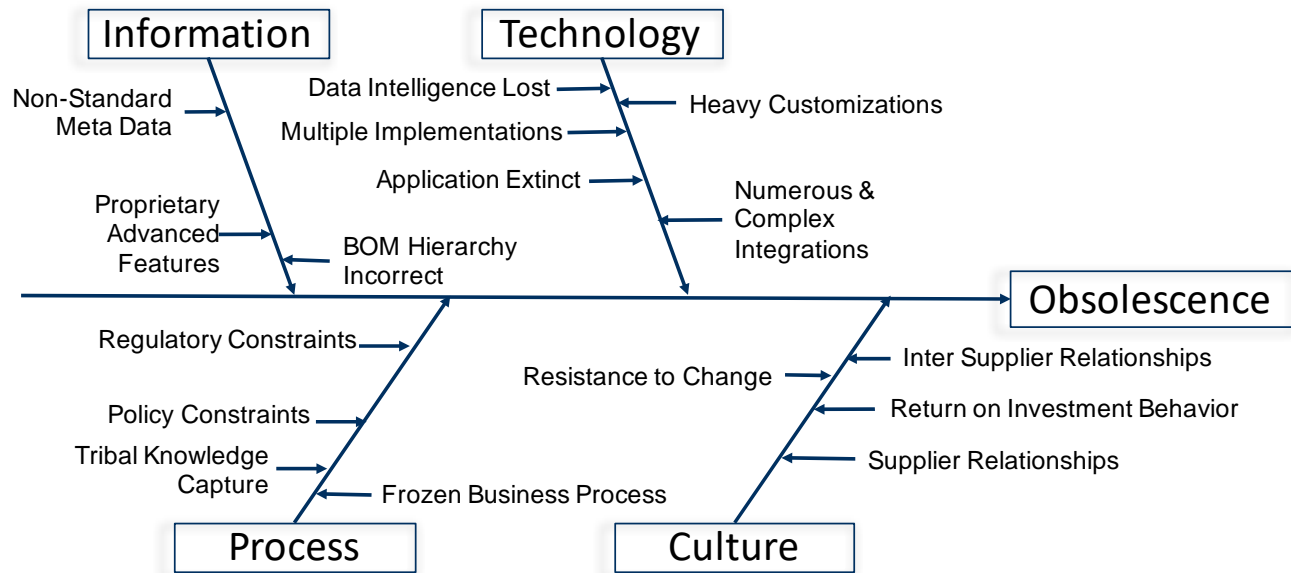 Information
Technology
Non-Standard
Meta Data
Proprietary
Advanced
Features
BOM Hierarchy
Incorrect
Data Intelligence Lost
Heavy Customizations
Multiple Implementations
Application Extinct
Numerous &
Complex
Integrations
Obsolescence
Regulatory Constraints
Policy Constraints
Tribal Knowledge
Capture
Frozen Business Process
Process
Inter Supplier Relationships
Resistance to Change
Return on Investment Behavior
Supplier Relationships
Culture